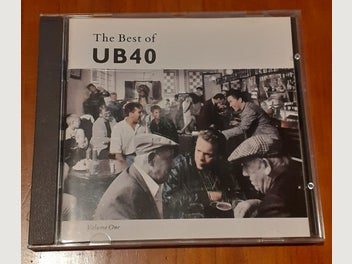 The Best of
UB40
Volume One